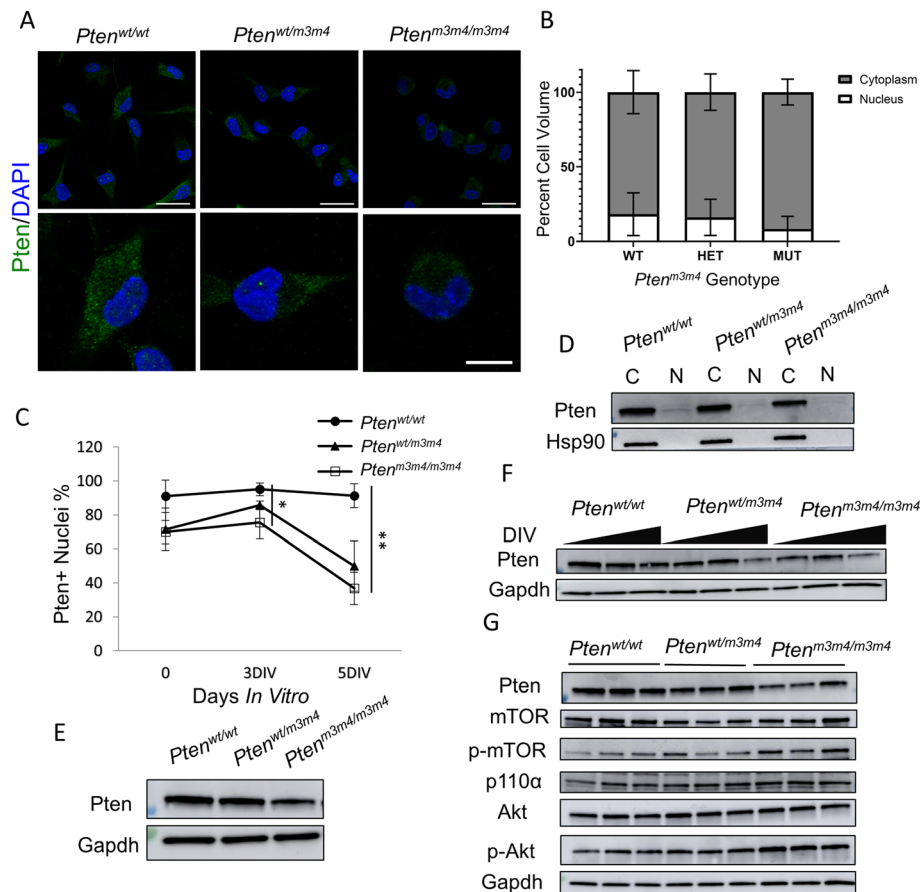 A
Pten^wt/wt
Pten^wt/m3m4
Pten^m3m4/m3m4
Pten/DAPI
B
Percent Cell Volume
100
50
0
WT
HET
MUT
Pten^m3m4 Genotype
Cytoplasm
Nucleus
C
Pten^wt/wt
Pten^wt/m3m4
Pten^m3m4/m3m4
Pten+ Nuclei %
120
100
80
60
40
20
0
*
**
0
3DIV
5DIV
Days In Vitro
D
Pten^wt/wt
Pten^wt/m3m4
Pten^m3m4/m3m4
C N C N C N
Pten
Hsp90
E
Pten^wt/wt
Pten^wt/m3m4
Pten^m3m4/m3m4
Pten
Gapdh
F
Pten^wt/wt
Pten^wt/m3m4
Pten^m3m4/m3m4
DIV
Pten
Gapdh
G
Pten^wt/wt
Pten^wt/m3m4
Pten^m3m4/m3m4
Pten
mTOR
p-mTOR
p110α
Akt
p-Akt
Gapdh